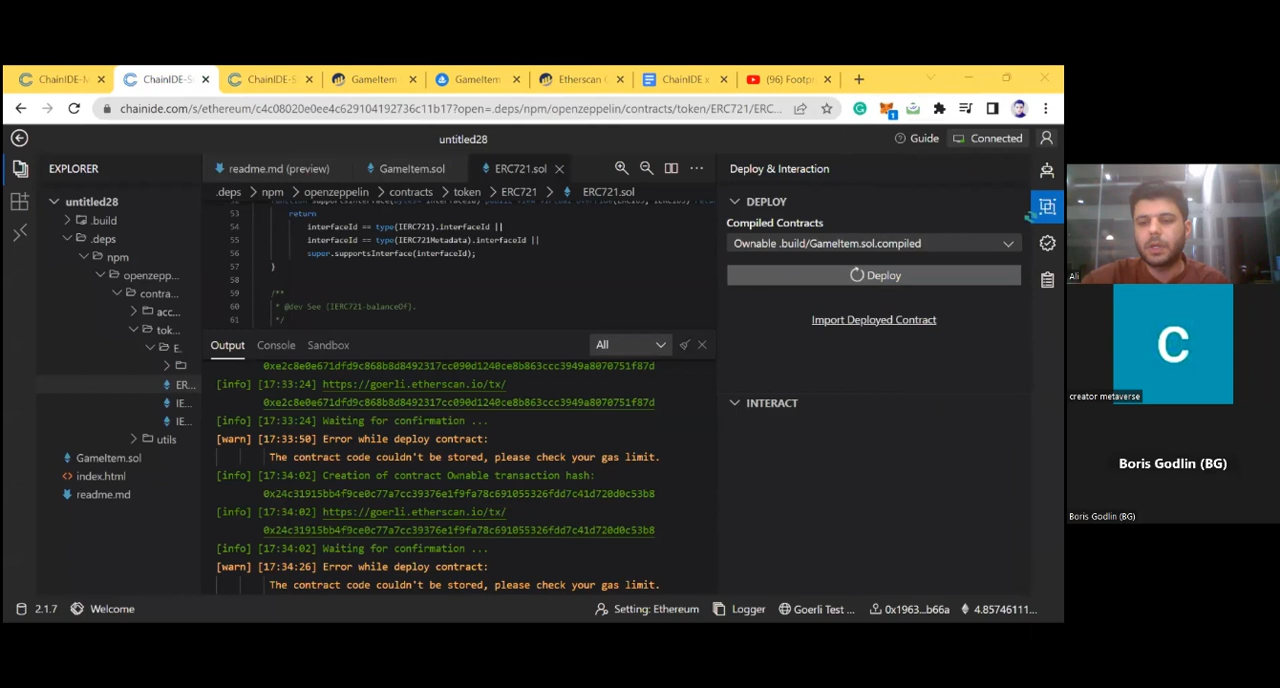 ChainIDE-M
ChainIDE-S
ChainIDE-S
GameItem
GameItem
Etherscan
ChainIDE x
(96) Footpr
chainide.com/s/ethereum/c4c08020e0ee4c629104192736c11b17?open=.deps/npm/openzeppelin/contracts/token/ERC721/ERC...
1
untitled28
Guide
Connected
EXPLORER
untitled28
.build
.deps
npm
openzepp...
contra...
acc...
tok...
E.
ER...
IE...
IE...
utils
GameItem.sol
index.html
readme.md
readme.md (preview)
GameItem.sol
ERC721.sol
.deps > npm > openzeppelin > contracts > token > ERC721 > ERC721.sol
53 return
54 interfaceId == type(IERC721).interfaceId ||
55 interfaceId == type(IERC721Metadata).interfaceId ||
56 super.supportsInterface(interfaceId);
57 }
58
59 /**
60 * @dev See {IERC721-balanceOf}.
61 */
Output
Console
Sandbox
All
0xe2c8e0e671dfd9c868b8d8492317cc090d1240ce8b863ccc3949a8070751f87d
[info] [17:33:24] https://goerli.etherscan.io/tx/
0xe2c8e0e671dfd9c868b8d8492317cc090d1240ce8b863ccc3949a8070751f87d
[info] [17:33:24] Waiting for confirmation ...
[warn] [17:33:50] Error while deploy contract:
The contract code couldn't be stored, please check your gas limit.
[info] [17:34:02] Creation of contract Ownable transaction hash:
0x24c31915bb4f9ce0c77a7cc39376e1f9fa78c691055326fdd7c41d720d0c53b8
[info] [17:34:02] https://goerli.etherscan.io/tx/
0x24c31915bb4f9ce0c77a7cc39376e1f9fa78c691055326fdd7c41d720d0c53b8
[info] [17:34:02] Waiting for confirmation ...
[warn] [17:34:26] Error while deploy contract:
The contract code couldn't be stored, please check your gas limit.
Deploy & Interaction
DEPLOY
Compiled Contracts
Ownable .build/GameItem.sol.compiled
Deploy
Import Deployed Contract
INTERACT
2.1.7
Welcome
Setting: Ethereum
Logger
Goerli Test ...
0x1963...b66a
4.85746111...
Ali
C
creator metaverse
Boris Godlin (BG)
Boris Godlin (BG)